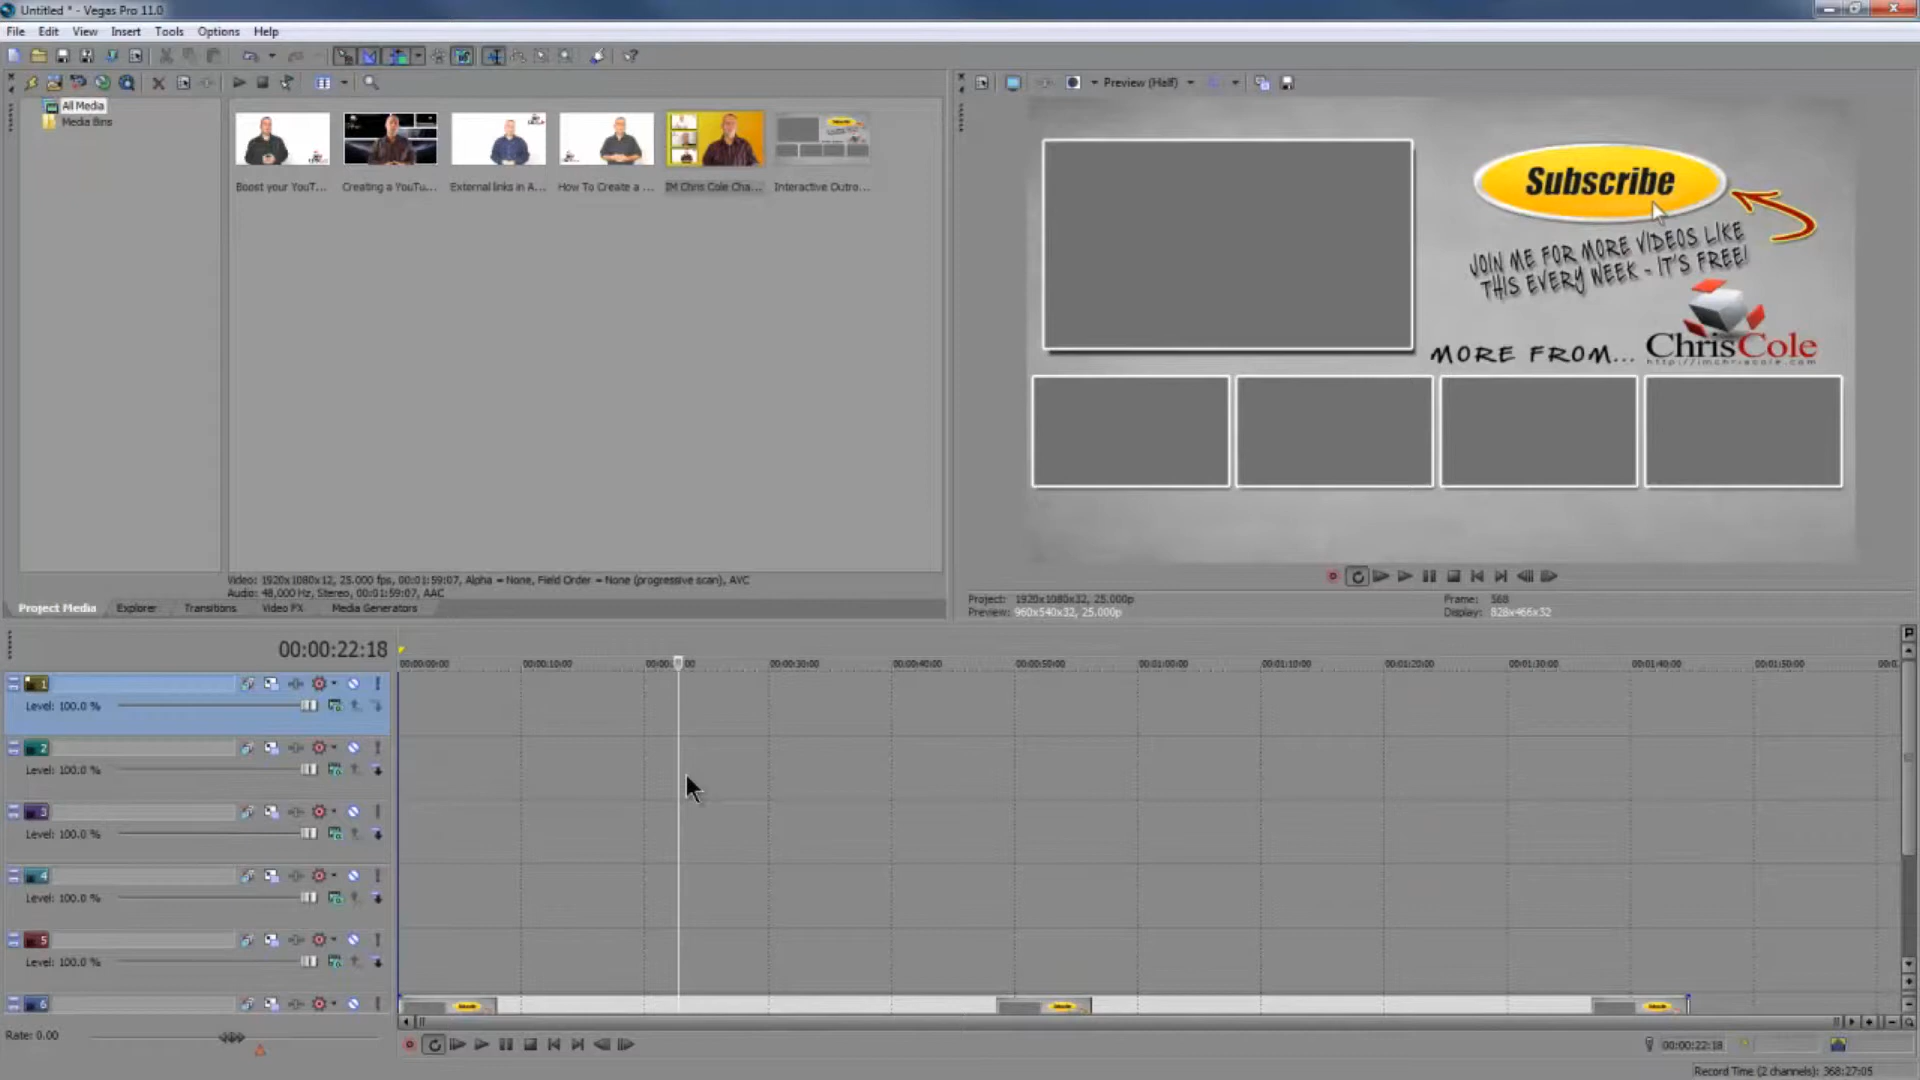 Untitled * - Vegas Pro 11.0
File Edit View Insert Tools Options Help
Preview (Half)
All Media
Media Bins
Boost your YouT...
Creating a YouTu...
External links in A...
How To Create a ...
IM Chris Cole Cha...
Interactive Outro...
Subscribe
JOIN ME FOR MORE VIDEOS LIKE
THIS EVERY WEEK - IT'S FREE!
MORE FROM...
ChrisCole
http://imchriscole.com
Video: 1920x1080x12, 25.000 fps, 00:01:59:07, Alpha = None, Field Order = None (progressive scan), AVC
Audio: 48,000 Hz, Stereo, 00:01:59:07, AAC
Project Media Explorer Transitions Video FX Media Generators
Project: 1920x1080x32, 25.000p
Preview: 960x540x32, 25.000p
Frame: 568
Display: 828x466x32
00:00:22:18
00:00:00:00 00:00:10:00 00:00:30:00 00:00:40:00 00:00:50:00 00:01:00:00 00:01:10:00 00:01:20:00 00:01:30:00 00:01:40:00 00:01:50:00
1
Level: 100.0 %
2
Level: 100.0 %
3
Level: 100.0 %
4
Level: 100.0 %
5
Level: 100.0 %
6
Rate: 0.00
00:00:22:18
Record Time (2 channels): 368:27:05